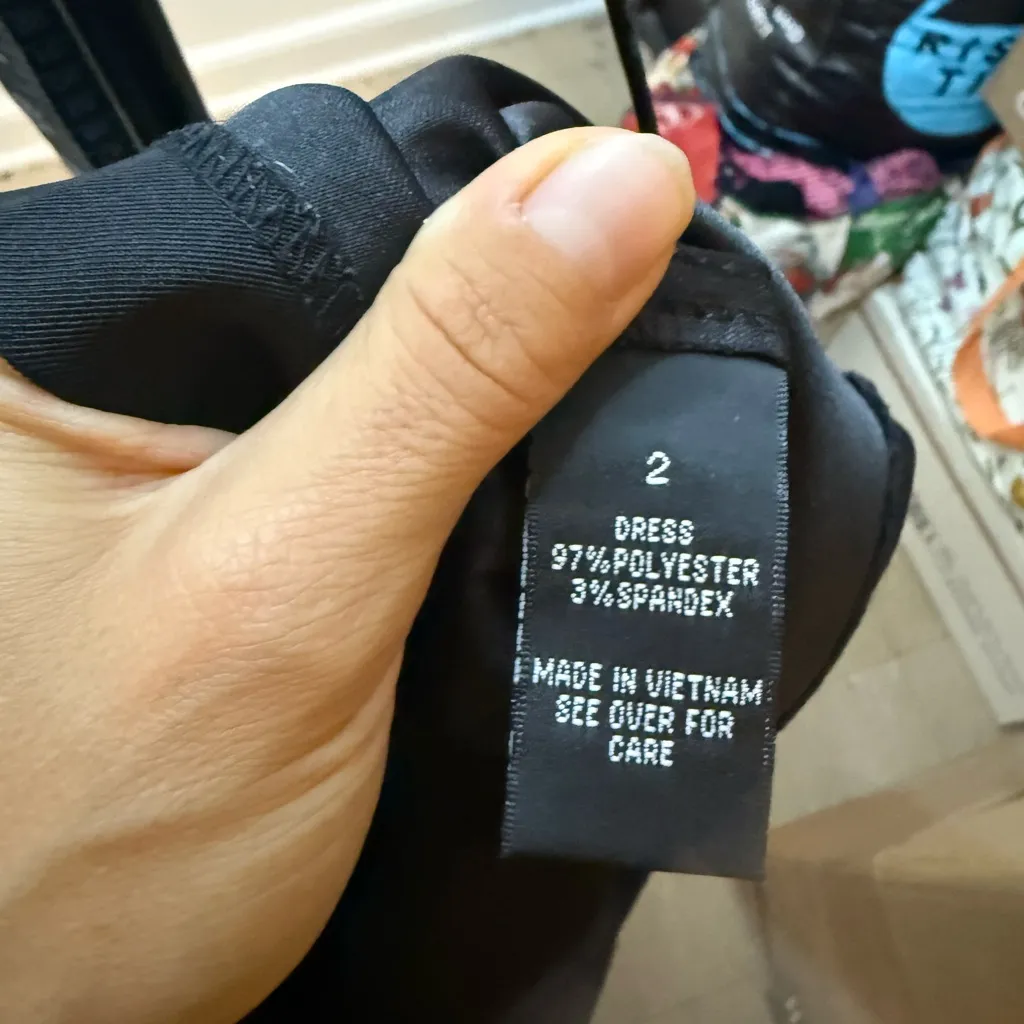 2
DRESS
97%POLYESTER
3%SPANDEX
MADE IN VIETNAM
SEE OVER FOR
CARE